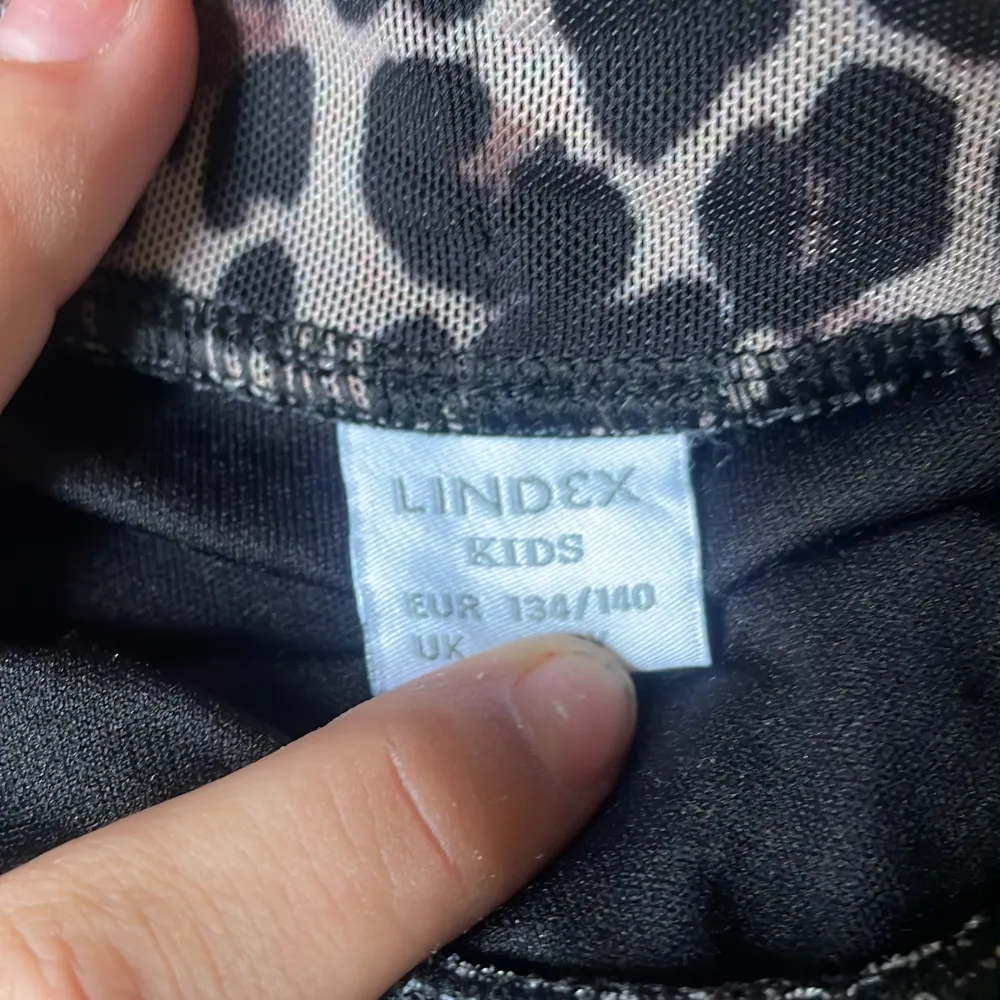 LINDEX
KIDS
EUR 134/140
UK